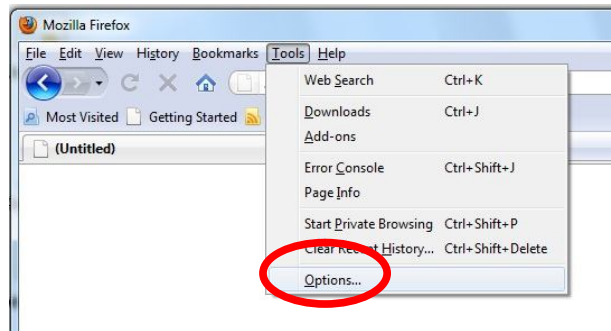 Mozilla Firefox
File Edit View History Bookmarks Tools Help
Web Search Ctrl+K
Most Visited Getting Started
Downloads Ctrl+J
Add-ons
(Untitled)
Error Console Ctrl+Shift+J
Page Info
Start Private Browsing Ctrl+Shift+P
Clear Recent History... Ctrl+Shift+Delete
Options...